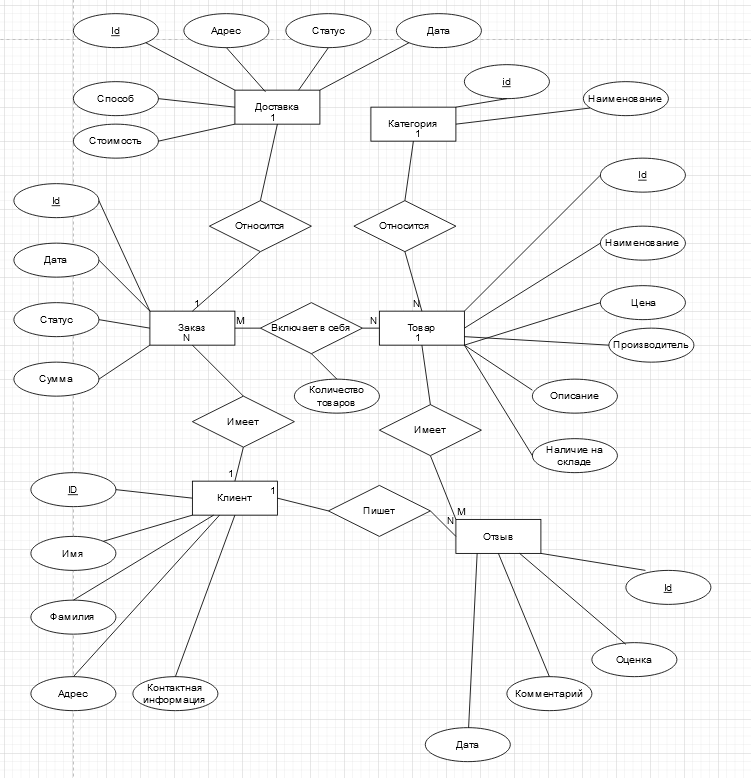 Id
Адрес
Статус
Дата
id
Способ
Наименование
Доставка
1
Категория
1
Стоимость
Id
Id
Относится
Относится
Наименование
Дата
1
N
Цена
Статус
Заказ
N
M
Включает в себя
N
Товар
1
Производитель
Сумма
Количество
товаров
Описание
Имеет
Имеет
Наличие на
складе
1
ID
Клиент
1
Пишет
M
N
Отзыв
Имя
Id
Фамилия
Оценка
Адрес
Контактная
информация
Комментарий
Дата